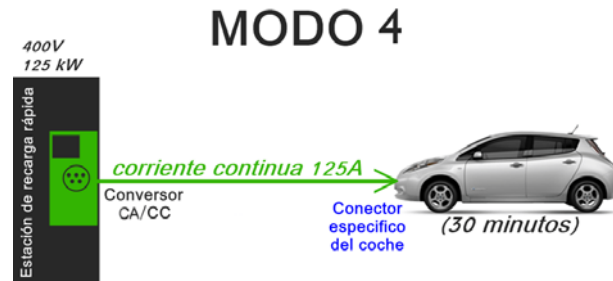 MODO 4
400V
125 kW
Estación de recarga rápida
corriente continua 125A
Conversor
CA/CC
Conector
especifico
del coche
(30 minutos)